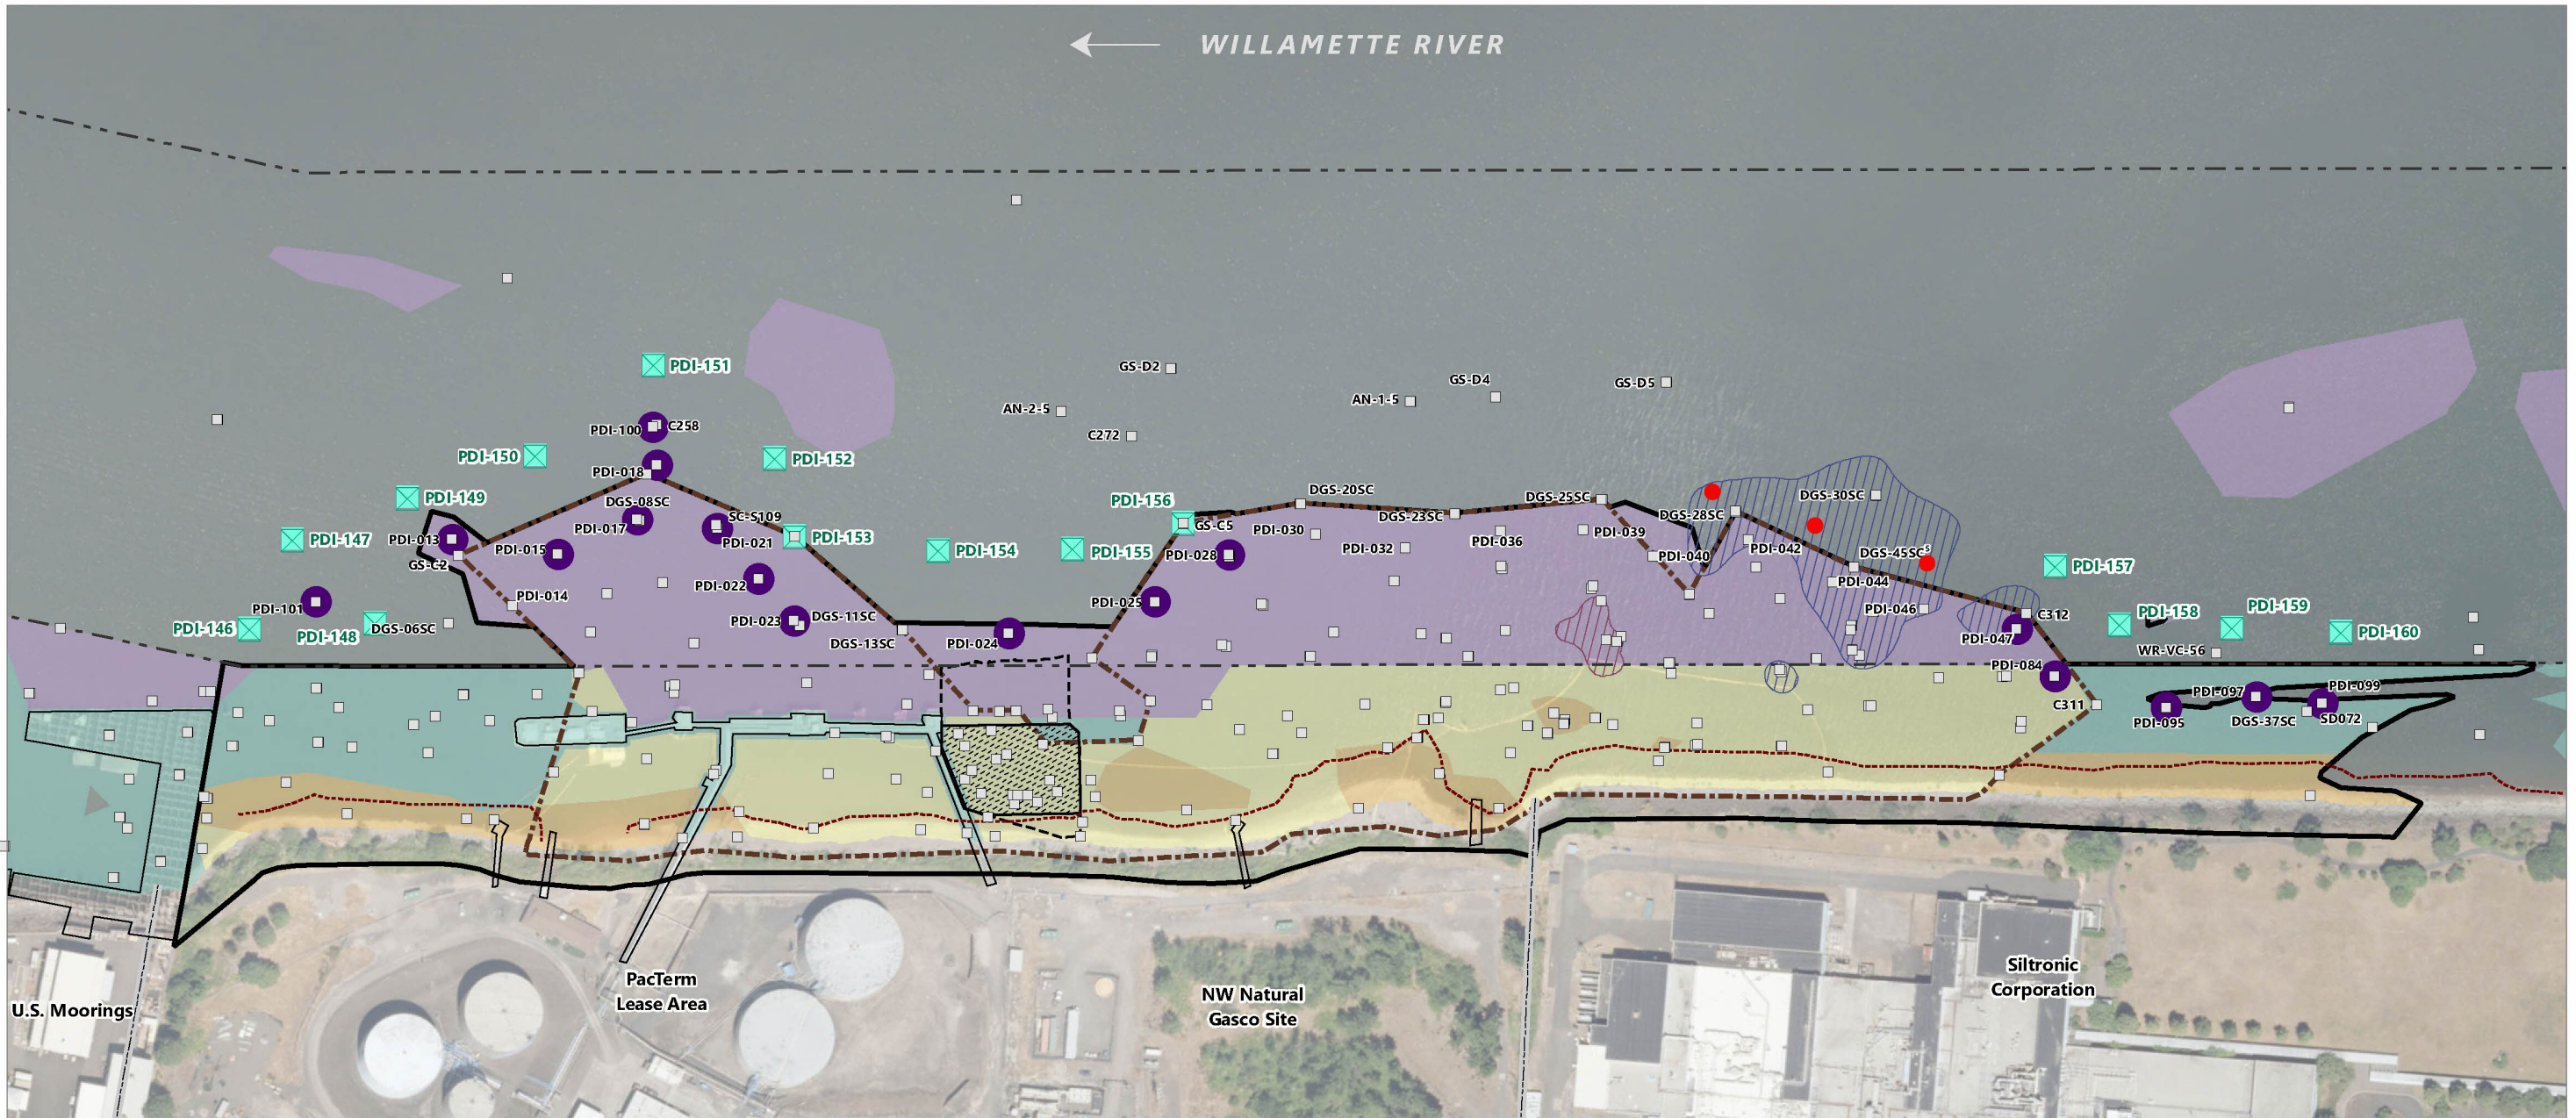 WILLAMETTE RIVER
PDI-151
GS-D2
GS-D4
GS-D5
AN-2-5
AN-1-5
PDI-100
C258
C272
PDI-150
PDI-152
PDI-018
PDI-149
DGS-08SC
PDI-156
DGS-20SC
DGS-25SC
DGS-30SC
SC-S109
DGS-23SC
DGS-28SC
PDI-017
GS-C5
PDI-030
PDI-039
PDI-147
PDI-013
PDI-021
PDI-153
PDI-036
PDI-015
PDI-154
PDI-155
PDI-028
PDI-032
PDI-040
PDI-042
DGS-45SC⁵
GS-C2
PDI-157
PDI-022
PDI-044
PDI-014
PDI-025
PDI-101
PDI-046
C312
PDI-158
PDI-159
PDI-023
DGS-11SC
PDI-146
PDI-148
DGS-06SC
DGS-13SC
PDI-024
PDI-047
PDI-160
WR-VC-56
PDI-084
PDI-097
PDI-099
C311
PDI-095
DGS-37SC
SD072
U.S. Moorings
PacTerm
Lease Area
NW Natural
Gasco Site
Siltronic
Corporation